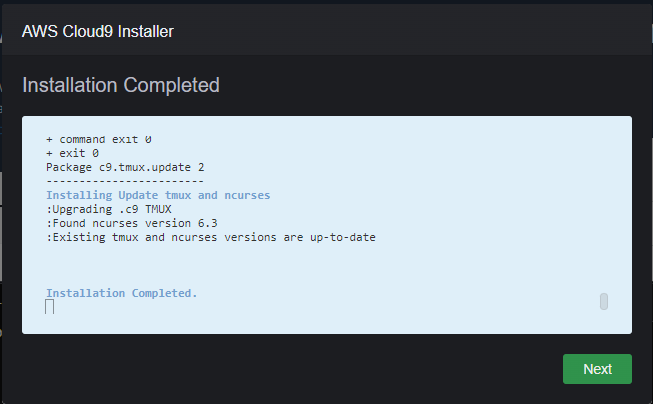 AWS Cloud9 Installer
Installation Completed
+ command exit 0
+ exit 0
Package c9.tmux.update 2
------------------------
Installing Update tmux and ncurses
:Upgrading .c9 TMUX
:Found ncurses version 6.3
:Existing tmux and ncurses versions are up-to-date
Installation Completed.
Next